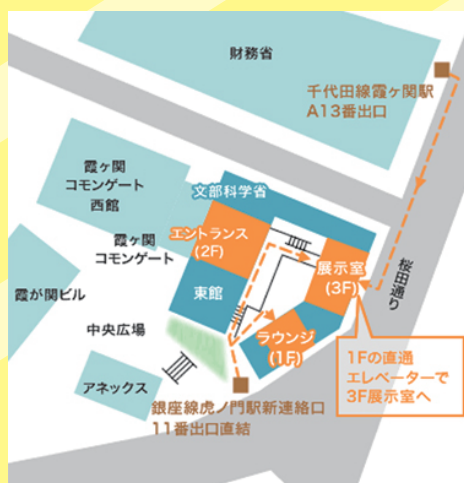 財務省
千代田線霞ヶ関駅
A13番出口
霞ヶ関
コモンゲート
西館
文部科学省
エントランス
(2F)
霞ヶ関
コモンゲート
展示室
(3F)
桜田通り
東館
霞が関ビル
中央広場
ラウンジ
(1F)
アネックス
1Fの直通
エレベーターで
3F展示室へ
銀座線虎ノ門駅新連絡口
11番出口直結